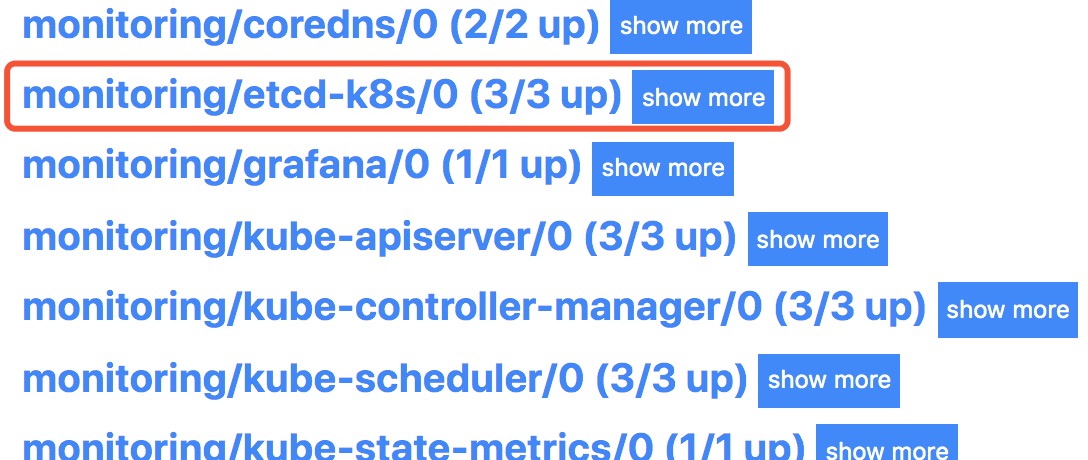 monitoring/coredns/0 (2/2 up) show more
monitoring/etcd-k8s/0 (3/3 up) show more
monitoring/grafana/0 (1/1 up) show more
monitoring/kube-apiserver/0 (3/3 up) show more
monitoring/kube-controller-manager/0 (3/3 up) show more
monitoring/kube-scheduler/0 (3/3 up) show more
monitoring/kube-state-metrics/0 (1/1 up) show more